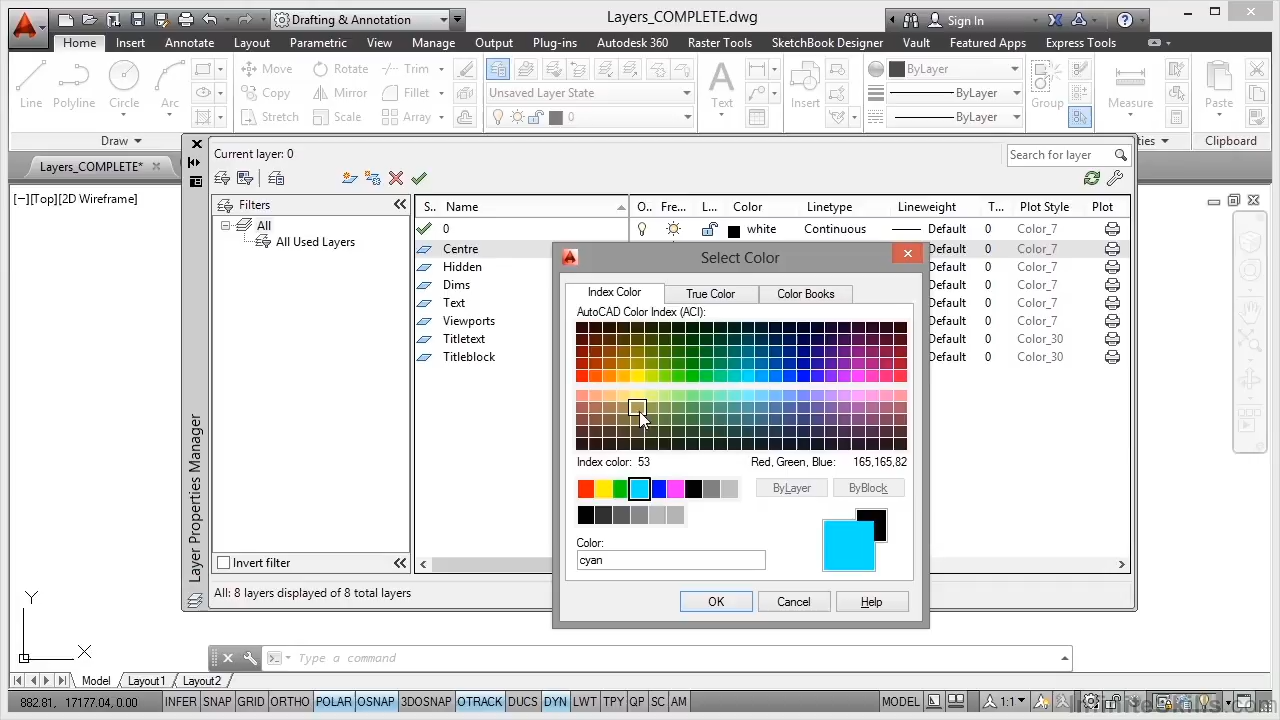 Drafting & Annotation
Layers_COMPLETE.dwg
Sign In
Home Insert Annotate Layout Parametric View Manage Output Plug-ins Autodesk 360 Raster Tools SketchBook Designer Vault Featured Apps Express Tools
Line Polyline Circle Arc
Move Rotate Trim
Copy Mirror Fillet
Stretch Scale Array
Unsaved Layer State
0
Text
Insert
ByLayer
ByLayer
ByLayer
Group
Measure
Paste
Draw
Clipboard
Layers_COMPLETE*
Current layer: 0
Search for layer
[−][Top][2D Wireframe]
Filters
All
All Used Layers
Invert filter
S.. Name O.. Fre... L... Color Linetype Lineweight T... Plot Style Plot
0 white Continuous Default 0 Color_7
Centre Default 0 Color_7
Hidden Default 0 Color_7
Dims Default 0 Color_7
Text Default 0 Color_7
Viewports Default 0 Color_7
Titletext Default 0 Color_30
Titleblock Default 0 Color_30
Layer Properties Manager
All: 8 layers displayed of 8 total layers
Select Color
Index Color True Color Color Books
AutoCAD Color Index (ACI):
Index color: 53 Red, Green, Blue: 165,165,82
ByLayer ByBlock
Color:
cyan
OK Cancel Help
Y
X
Type a command
Model Layout1 Layout2
882.81, 17177.04, 0.00 INFER SNAP GRID ORTHO POLAR OSNAP 3DOSNAP OTRACK DUCS DYN LWT TPY QP SC AM MODEL 1:1
InfiniteSkills.com